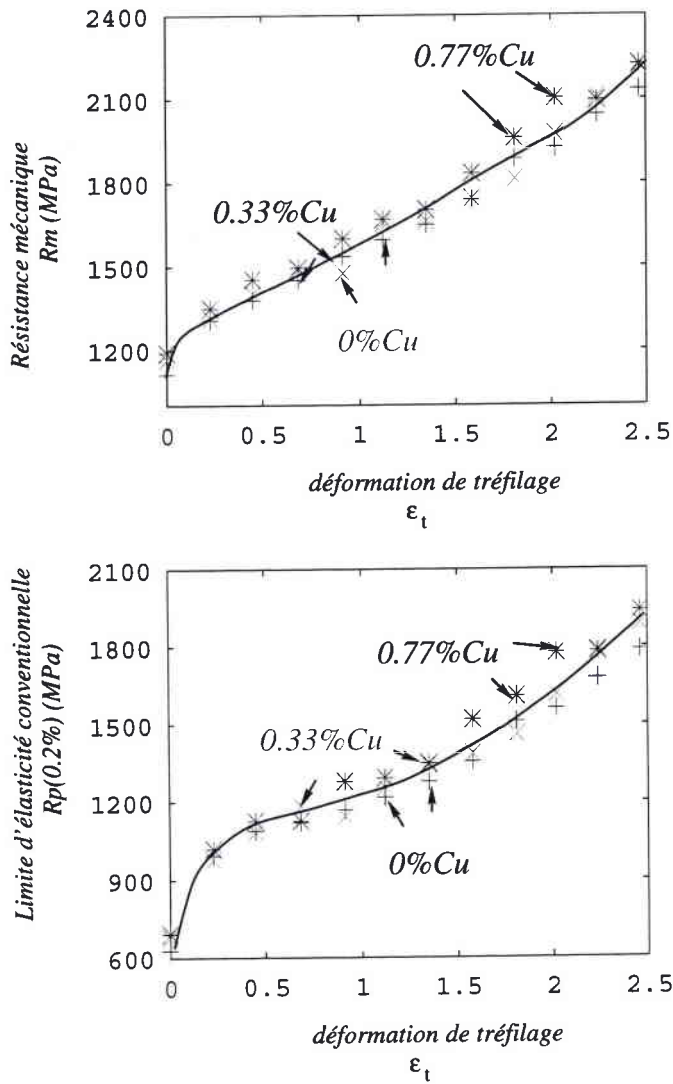 2400
2100
1800
1500
1200
Résistance mécanique
Rm (MPa)
0.77%Cu
0.33%Cu
0%Cu
0
0.5
1
1.5
2
2.5
déformation de tréfilage
εt
2100
1800
1500
1200
900
600
Limite d'élasticité conventionnelle
Rp(0.2%) (MPa)
0.77%Cu
0.33%Cu
0%Cu
0
0.5
1
1.5
2
2.5
déformation de tréfilage
εt